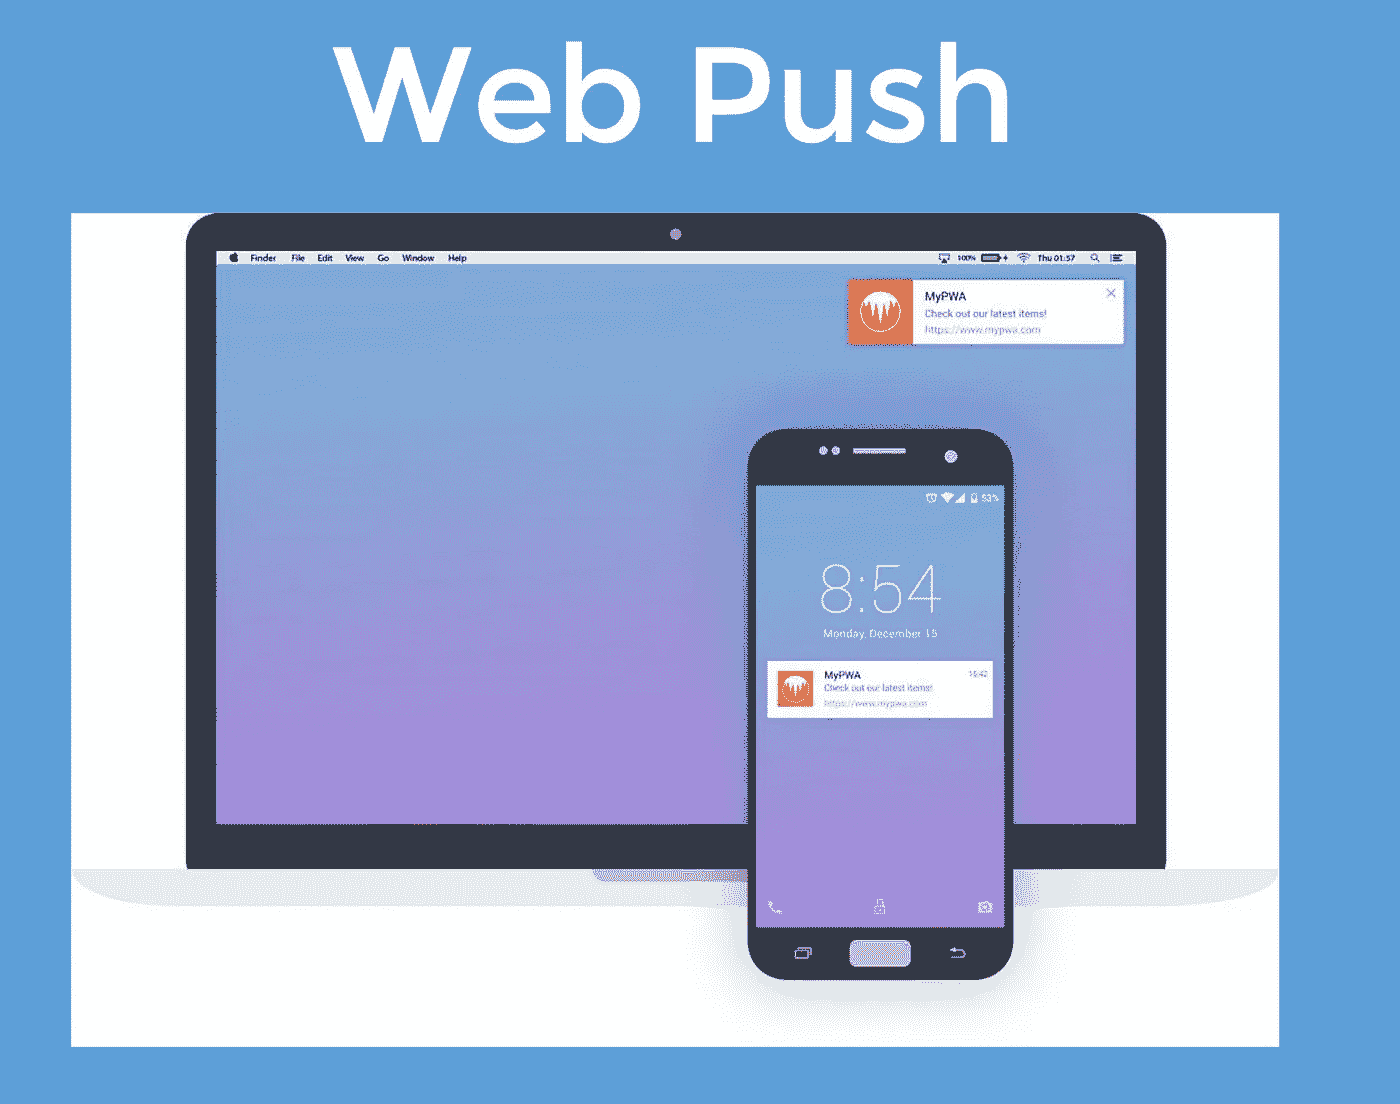 Web Push
Finder File Edit View Go Window Help 100% Thu 01:57
MyPWA
Check out our latest items!
https://www.mypwa.com
53%
8:54
Monday, December 15
MyPWA
Check out our latest items!
https://www.mypwa.com